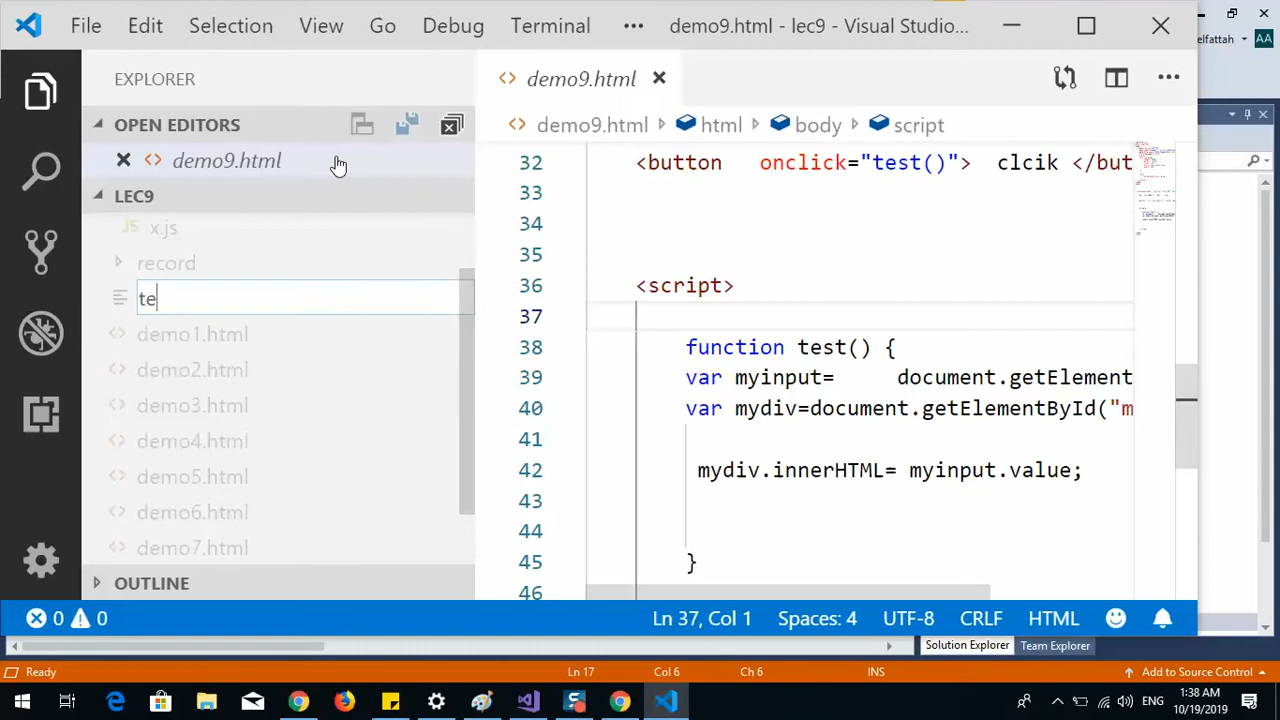 File Edit Selection View Go Debug Terminal ••• demo9.html - lec9 - Visual Studio...
elfattah AA
EXPLORER
demo9.html
OPEN EDITORS
demo9.html > html > body > script
demo9.html
LEC9
x.js
record
te
demo1.html
demo2.html
demo3.html
demo4.html
demo5.html
demo6.html
demo7.html
OUTLINE
32 <button onclick="test()"> clcik </but
33
34
35
36 <script>
37
38 function test() {
39 var myinput= document.getElement
40 var mydiv=document.getElementById("m
41
42 mydiv.innerHTML= myinput.value;
43
44
45 }
46
0 0 Ln 37, Col 1 Spaces: 4 UTF-8 CRLF HTML
Solution Explorer Team Explorer
Ready Ln 17 Col 6 Ch 6 INS Add to Source Control
ENG 1:38 AM
10/19/2019